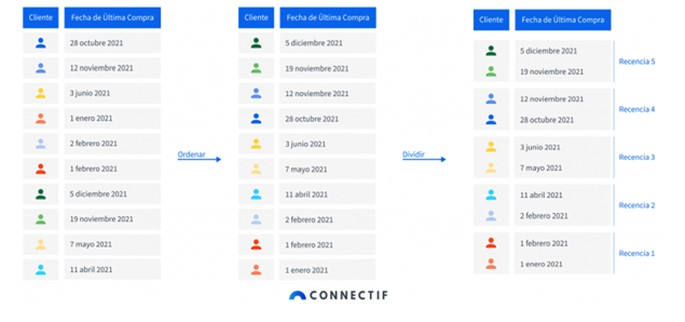 Cliente Fecha de Última Compra
28 octubre 2021
12 noviembre 2021
3 junio 2021
1 enero 2021
2 febrero 2021
1 febrero 2021
5 diciembre 2021
19 noviembre 2021
7 mayo 2021
11 abril 2021
Ordenar
Cliente Fecha de Última Compra
5 diciembre 2021
19 noviembre 2021
12 noviembre 2021
28 octubre 2021
3 junio 2021
7 mayo 2021
11 abril 2021
2 febrero 2021
1 febrero 2021
1 enero 2021
Dividir
Cliente Fecha de Última Compra
5 diciembre 2021
19 noviembre 2021
Recencia 5
12 noviembre 2021
28 octubre 2021
Recencia 4
3 junio 2021
7 mayo 2021
Recencia 3
11 abril 2021
2 febrero 2021
Recencia 2
1 febrero 2021
1 enero 2021
Recencia 1
CONNECTIF